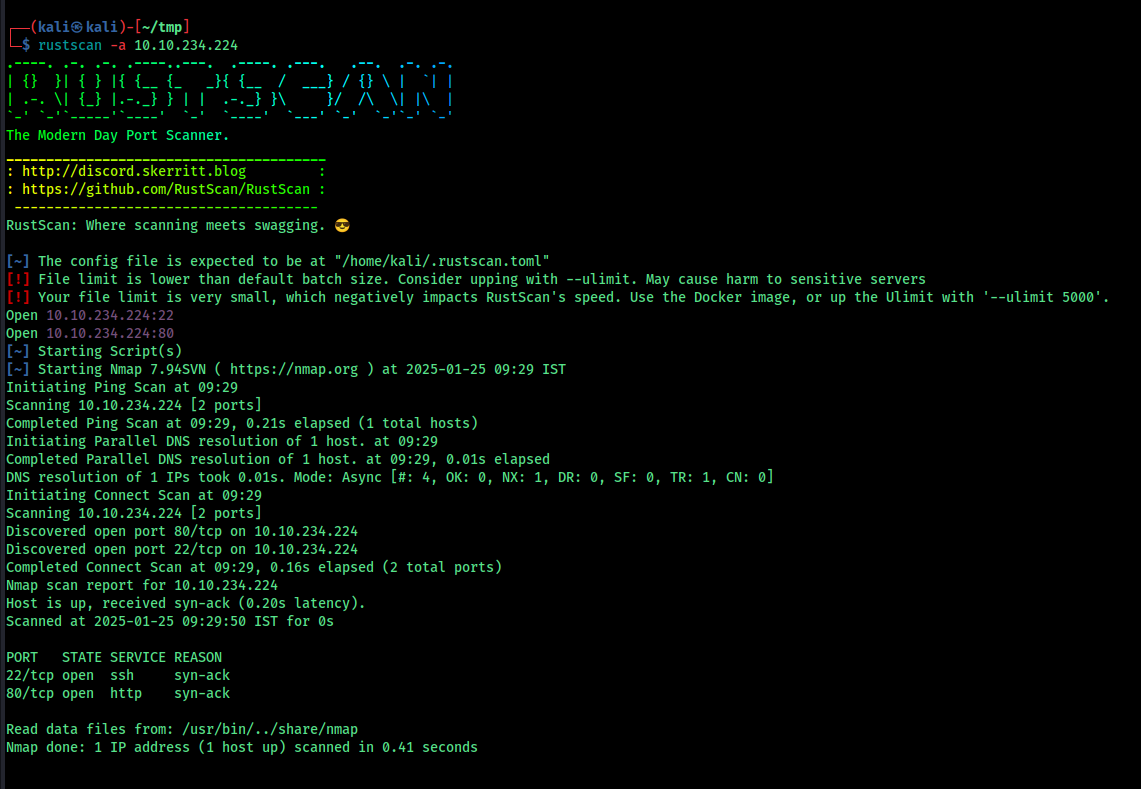 ┌──(kali㉿kali)-[~/tmp]
└─$ rustscan -a 10.10.234.224
.----. .-. .-. .----..---.  .----. .---.   .--.  .-. .-.
| {}  }| { } |{ {__ {_   _}{ {__  /  ___} / {} \ |  `| |
| .-. \| {_} |.-._} } | |  .-._} }\     }/  /\  \| |\  |
`-' `-'`-----'`----'  `-'  `----'  `---' `-'  `-'`-' `-'
The Modern Day Port Scanner.
________________________________________
: http://discord.skerritt.blog         :
: https://github.com/RustScan/RustScan :
 --------------------------------------
RustScan: Where scanning meets swagging. 😎
[~] The config file is expected to be at "/home/kali/.rustscan.toml"
[!] File limit is lower than default batch size. Consider upping with --ulimit. May cause harm to sensitive servers
[!] Your file limit is very small, which negatively impacts RustScan's speed. Use the Docker image, or up the Ulimit with '--ulimit 5000'.
Open 10.10.234.224:22
Open 10.10.234.224:80
[~] Starting Script(s)
[~] Starting Nmap 7.94SVN ( https://nmap.org ) at 2025-01-25 09:29 IST
Initiating Ping Scan at 09:29
Scanning 10.10.234.224 [2 ports]
Completed Ping Scan at 09:29, 0.21s elapsed (1 total hosts)
Initiating Parallel DNS resolution of 1 host. at 09:29
Completed Parallel DNS resolution of 1 host. at 09:29, 0.01s elapsed
DNS resolution of 1 IPs took 0.01s. Mode: Async [#: 4, OK: 0, NX: 1, DR: 0, SF: 0, TR: 1, CN: 0]
Initiating Connect Scan at 09:29
Scanning 10.10.234.224 [2 ports]
Discovered open port 80/tcp on 10.10.234.224
Discovered open port 22/tcp on 10.10.234.224
Completed Connect Scan at 09:29, 0.16s elapsed (2 total ports)
Nmap scan report for 10.10.234.224
Host is up, received syn-ack (0.20s latency).
Scanned at 2025-01-25 09:29:50 IST for 0s
PORT   STATE SERVICE REASON
22/tcp open  ssh     syn-ack
80/tcp open  http    syn-ack
Read data files from: /usr/bin/../share/nmap
Nmap done: 1 IP address (1 host up) scanned in 0.41 seconds